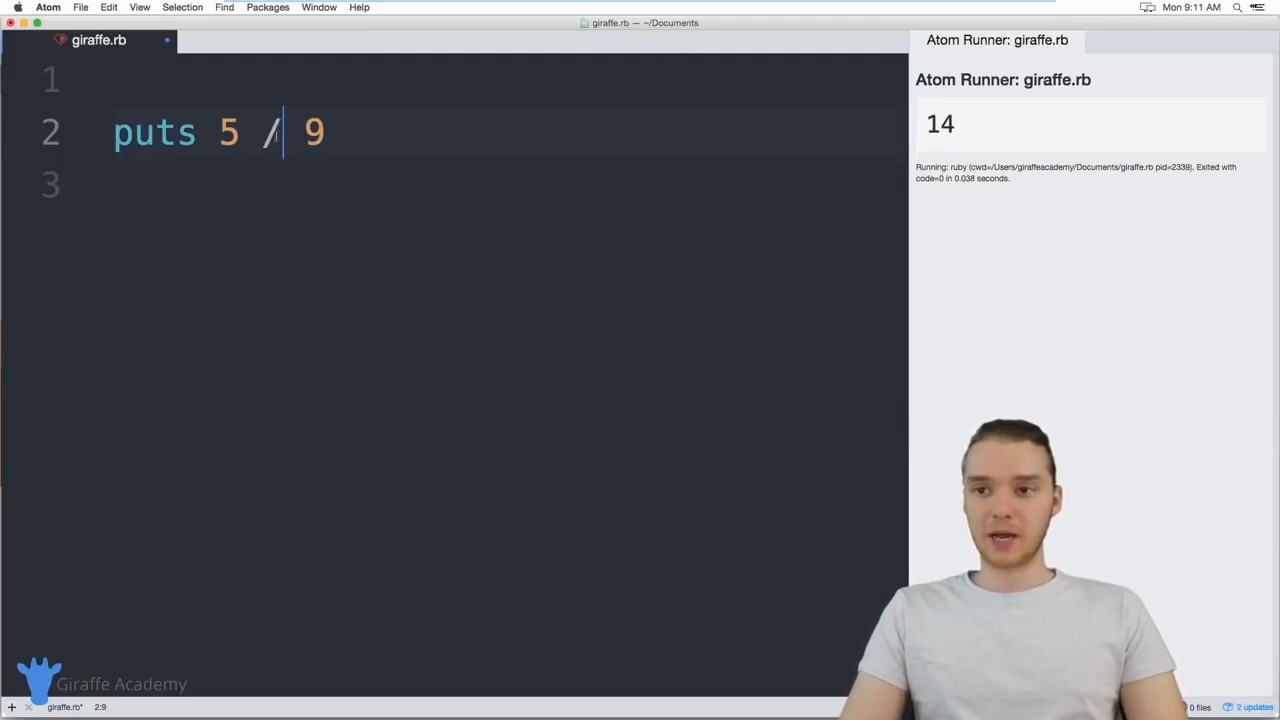 Atom File Edit View Selection Find Packages Window Help Mon 9:11 AM
giraffe.rb — ~/Documents
giraffe.rb
Atom Runner: giraffe.rb
1
2 puts 5 / 9
3
Atom Runner: giraffe.rb
14
Running: ruby (cwd=/Users/giraffeacademy/Documents/giraffe.rb pid=2339). Exited with
code=0 in 0.038 seconds.
Giraffe Academy
+ × giraffe.rb* 2:9 0 files 2 updates